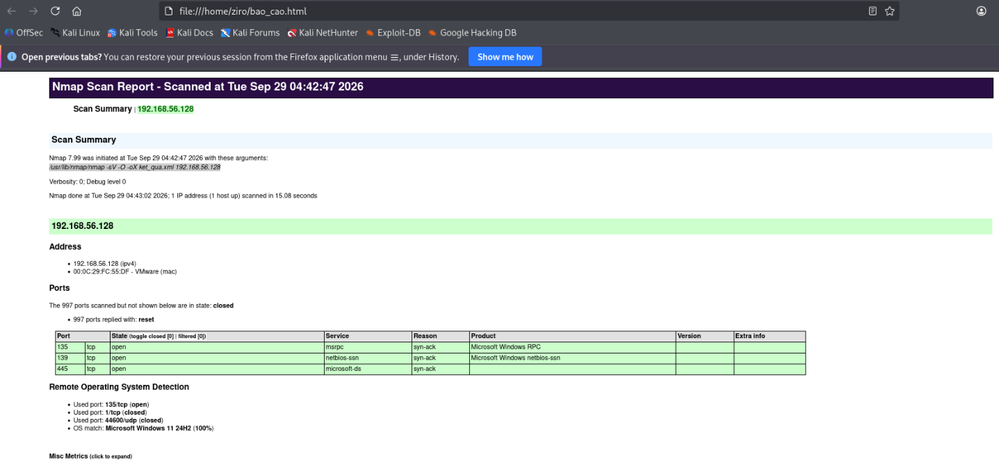 file:///home/ziro/bao_cao.html
OffSec Kali Linux Kali Tools Kali Docs Kali Forums Kali NetHunter Exploit-DB Google Hacking DB
Open previous tabs? You can restore your previous session from the Firefox application menu ☰, under History. Show me how
Nmap Scan Report - Scanned at Tue Sep 29 04:42:47 2026
Scan Summary | 192.168.56.128
Scan Summary
Nmap 7.99 was initiated at Tue Sep 29 04:42:47 2026 with these arguments:
/usr/lib/nmap/nmap -sV -O -oX ket_qua.xml 192.168.56.128
Verbosity: 0; Debug level 0
Nmap done at Tue Sep 29 04:43:02 2026; 1 IP address (1 host up) scanned in 15.08 seconds
192.168.56.128
Address
• 192.168.56.128 (ipv4)
• 00:0C:29:FC:55:DF - VMware (mac)
Ports
The 997 ports scanned but not shown below are in state: closed
• 997 ports replied with: reset
Port State (toggle closed [0] | filtered [0]) Service Reason Product Version Extra info
135 tcp open msrpc syn-ack Microsoft Windows RPC
139 tcp open netbios-ssn syn-ack Microsoft Windows netbios-ssn
445 tcp open microsoft-ds syn-ack
Remote Operating System Detection
• Used port: 135/tcp (open)
• Used port: 1/tcp (closed)
• Used port: 44600/udp (closed)
• OS match: Microsoft Windows 11 24H2 (100%)
Misc Metrics (click to expand)